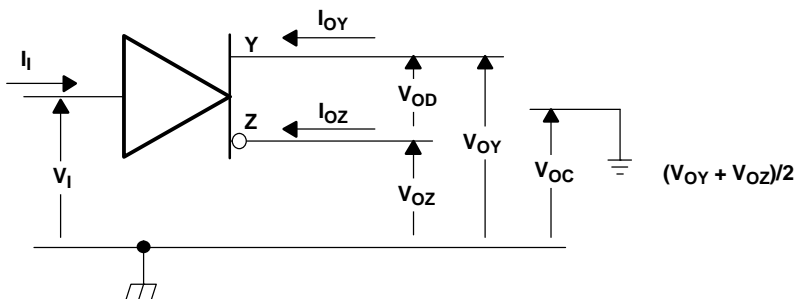 I_OY
I_I
Y
V_OD
Z
I_OZ
V_OY
V_I
V_OZ
V_OC
(V_OY + V_OZ)/2